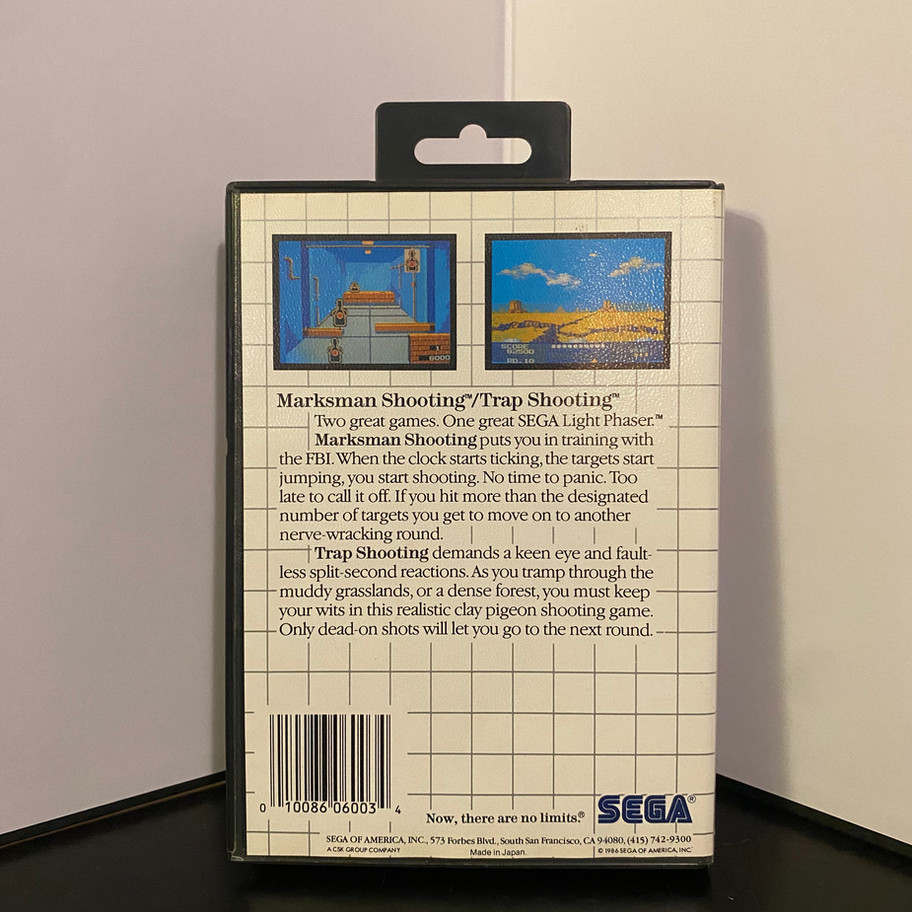 1
6000
SCORE
62500
RD.10
Marksman Shooting™/Trap Shooting™
Two great games. One great SEGA Light Phaser.™
Marksman Shooting puts you in training with
the FBI. When the clock starts ticking, the targets start
jumping, you start shooting. No time to panic. Too
late to call it off. If you hit more than the designated
number of targets you get to move on to another
nerve-wracking round.
Trap Shooting demands a keen eye and fault-
less split-second reactions. As you tramp through the
muddy grasslands, or a dense forest, you must keep
your wits in this realistic clay pigeon shooting game.
Only dead-on shots will let you go to the next round.
0 10086 06003 4
Now, there are no limits.® SEGA®
SEGA OF AMERICA, INC., 573 Forbes Blvd., South San Francisco, CA 94080, (415) 742-9300
A CSK GROUP COMPANY Made in Japan. © 1986 SEGA OF AMERICA, INC.